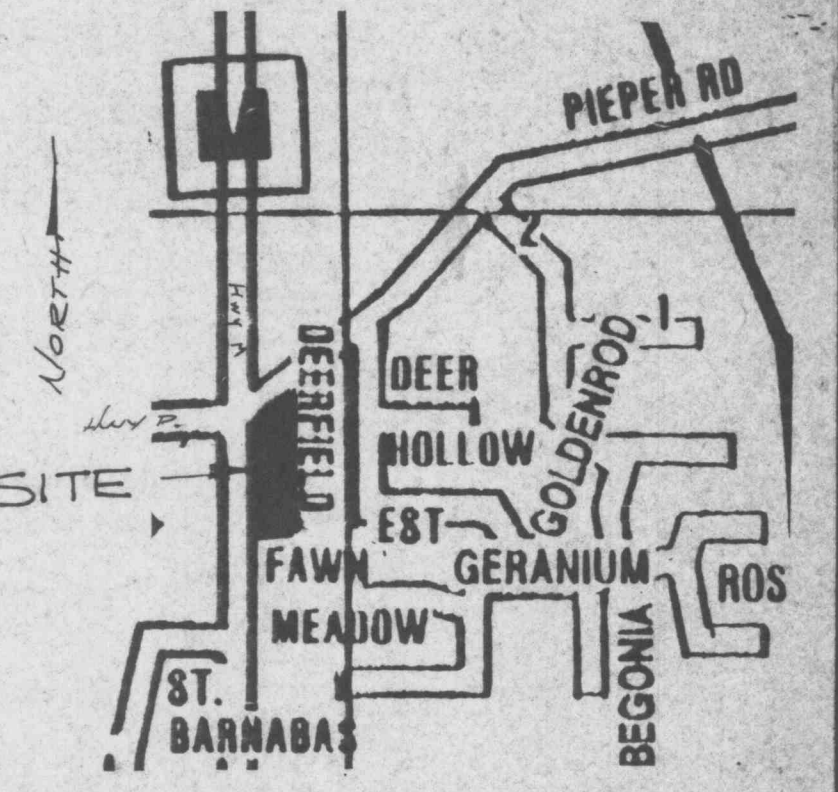 PIEPER RD
M
NORTH
HWY M
2
1
DEERFIELD
DEER
HOLLOW
GOLDENROD
HWY P.
SITE
EST
FAWN
GERANIUM
ROS
MEADOW
BEGONIA
ST.
BARNABAS